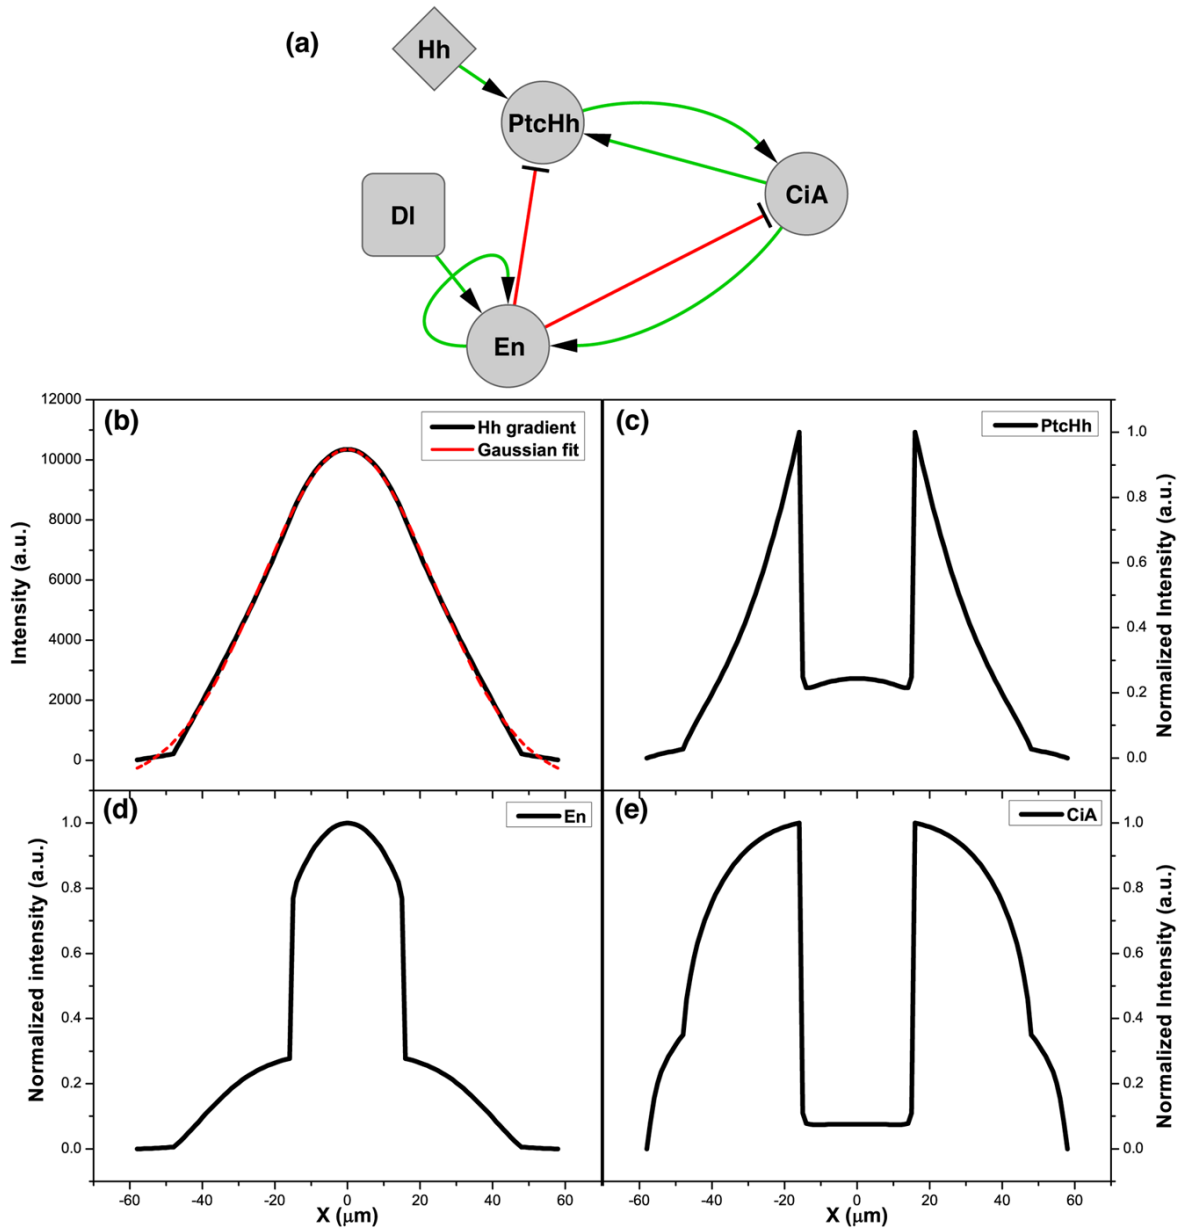 (a)
Hh
PtcHh
CiA
Dl
En
(b)
Hh gradient
Gaussian fit
12000
10000
8000
6000
4000
2000
0
Intensity (a.u.)
(c)
PtcHh
1.0
0.8
0.6
0.4
0.2
0.0
Normalized Intensity (a.u.)
(d)
En
1.0
0.8
0.6
0.4
0.2
0.0
Normalized intensity (a.u.)
-60 -40 -20 0 20 40 60
X (μm)
(e)
CiA
1.0
0.8
0.6
0.4
0.2
0.0
Normalized Intensity (a.u.)
-60 -40 -20 0 20 40 60
X (μm)